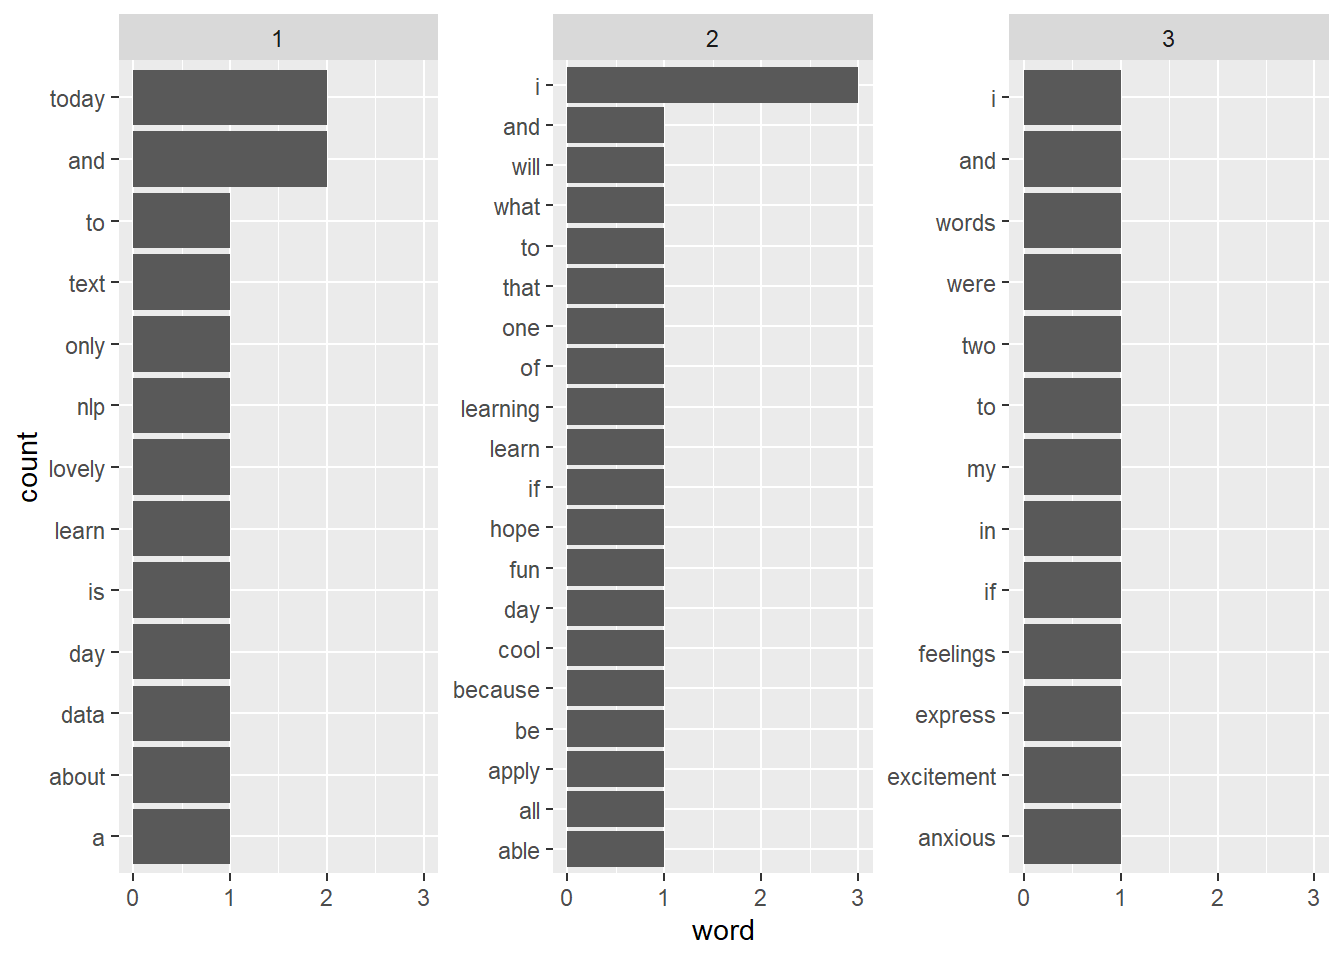 1
today
and
to
text
only
nlp
lovely
learn
is
day
data
about
a
0 1 2 3
2
i
and
will
what
to
that
one
of
learning
learn
if
hope
fun
day
cool
because
be
apply
all
able
0 1 2 3
3
i
and
words
were
two
to
my
in
if
feelings
express
excitement
anxious
0 1 2 3
count
word